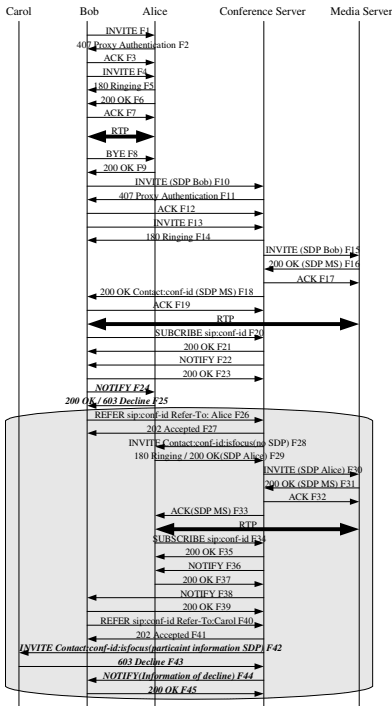 Carol Bob Alice Conference Server Media Server
INVITE F1
407 Proxy Authentication F2
ACK F3
INVITE F4
180 Ringing F5
200 OK F6
ACK F7
RTP
BYE F8
200 OK F9
INVITE (SDP Bob) F10
407 Proxy Authentication F11
ACK F12
INVITE F13
180 Ringing F14
INVITE (SDP Bob) F15
200 OK (SDP MS) F16
ACK F17
200 OK Contact:conf-id (SDP MS) F18
ACK F19
RTP
SUBCRIBE sip:conf-id F20
200 OK F21
NOTIFY F22
200 OK F23
NOTIFY F24
200 OK / 603 Decline F25
REFER sip:conf-id Refer-To: Alice F26
202 Accepted F27
INVITE Contact:conf-id:isfocus(no SDP) F28
180 Ringing / 200 OK(SDP Alice) F29
INVITE (SDP Alice) F30
200 OK (SDP MS) F31
ACK F32
ACK(SDP MS) F33
RTP
SUBSCRIBE sip:conf-id F34
200 OK F35
NOTIFY F36
200 OK F37
NOTIFY F38
200 OK F39
REFER sip:conf-id Refer-To:Carol F40
202 Accepted F41
INVITE Contact:conf-id:isfocus(particaint information SDP) F42
603 Decline F43
NOTIFY(Information of decline) F44
200 OK F45